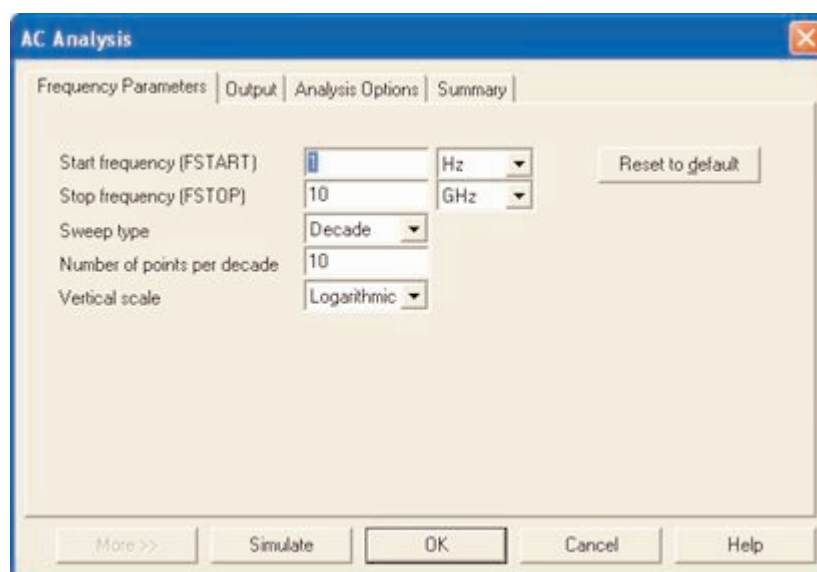 AC Analysis
Frequency Parameters Output Analysis Options Summary
Start frequency (FSTART) 1 Hz Reset to default
Stop frequency (FSTOP) 10 GHz
Sweep type Decade
Number of points per decade 10
Vertical scale Logarithmic
More >> Simulate OK Cancel Help